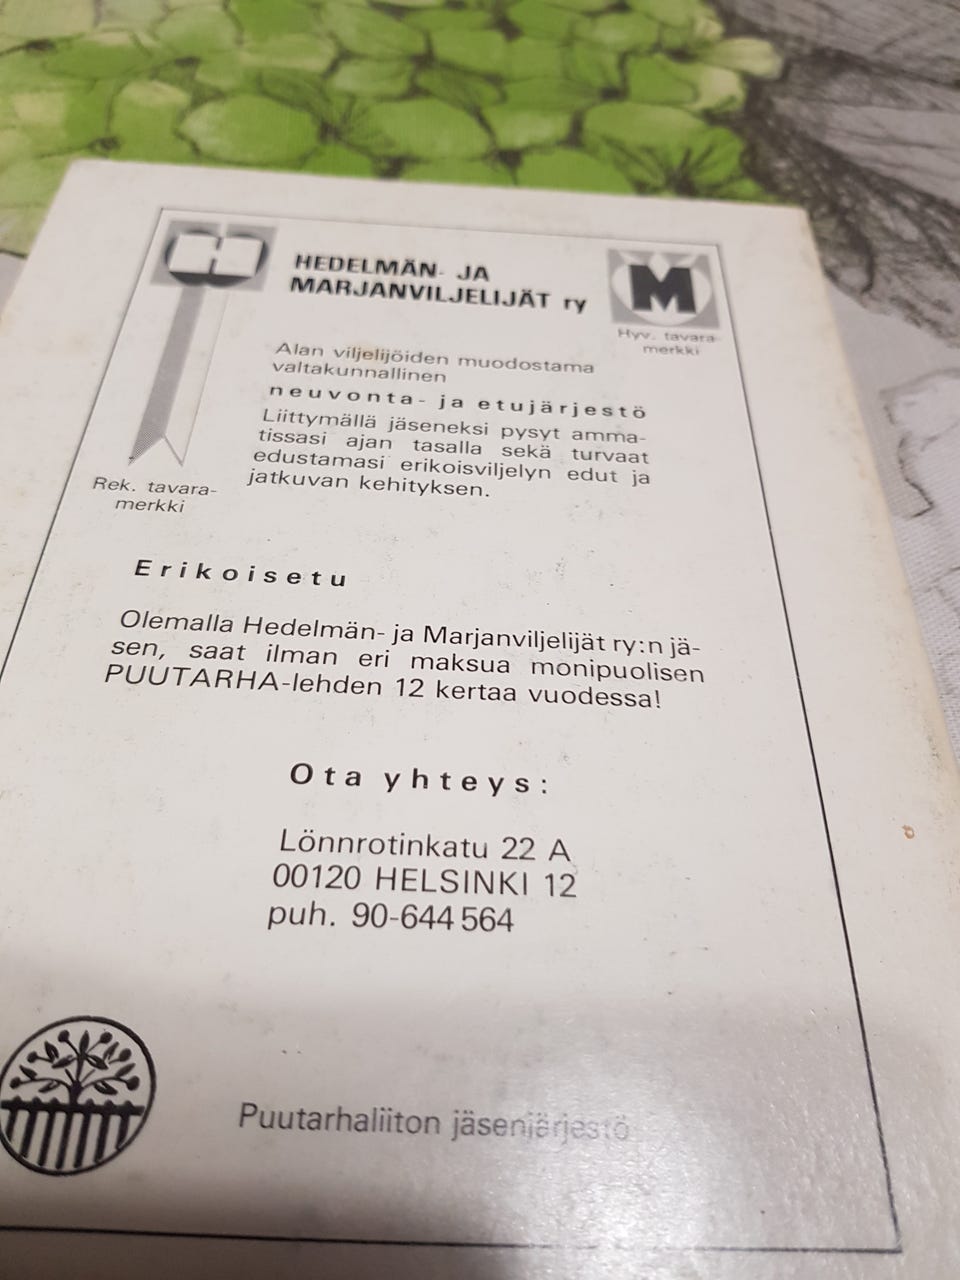 H
HEDELMÄN- JA
MARJANVILJELIJÄT ry
M
Hyv. tavara-
merkki
Alan viljelijöiden muodostama
valtakunnallinen
neuvonta- ja etujärjestö
Liittymällä jäseneksi pysyt amma-
tissasi ajan tasalla sekä turvaat
edustamasi erikoisviljelyn edut ja
jatkuvan kehityksen.
Rek. tavara-
merkki
Erikoisetu
Olemalla Hedelmän- ja Marjanviljelijät ry:n jä-
sen, saat ilman eri maksua monipuolisen
PUUTARHA-lehden 12 kertaa vuodessa!
Ota yhteys:
Lönnrotinkatu 22 A
00120 HELSINKI 12
puh. 90-644 564
Puutarhaliiton jäsenjärjestö